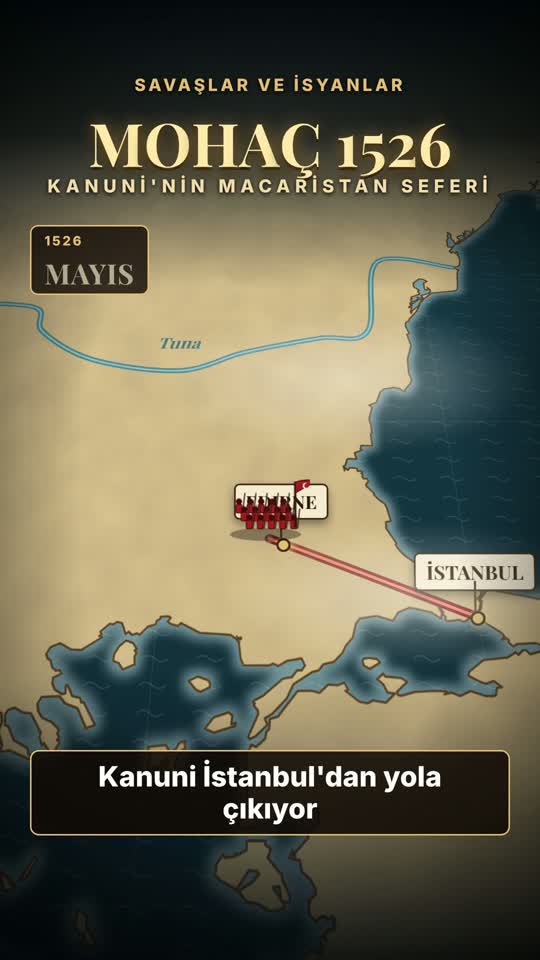 SAVAŞLAR VE İSYANLAR
MOHAÇ 1526
KANUNİ'NİN MACARİSTAN SEFERİ
1526
MAYIS
Tuna
İSTANBUL
Kanuni İstanbul'dan yola
çıkıyor